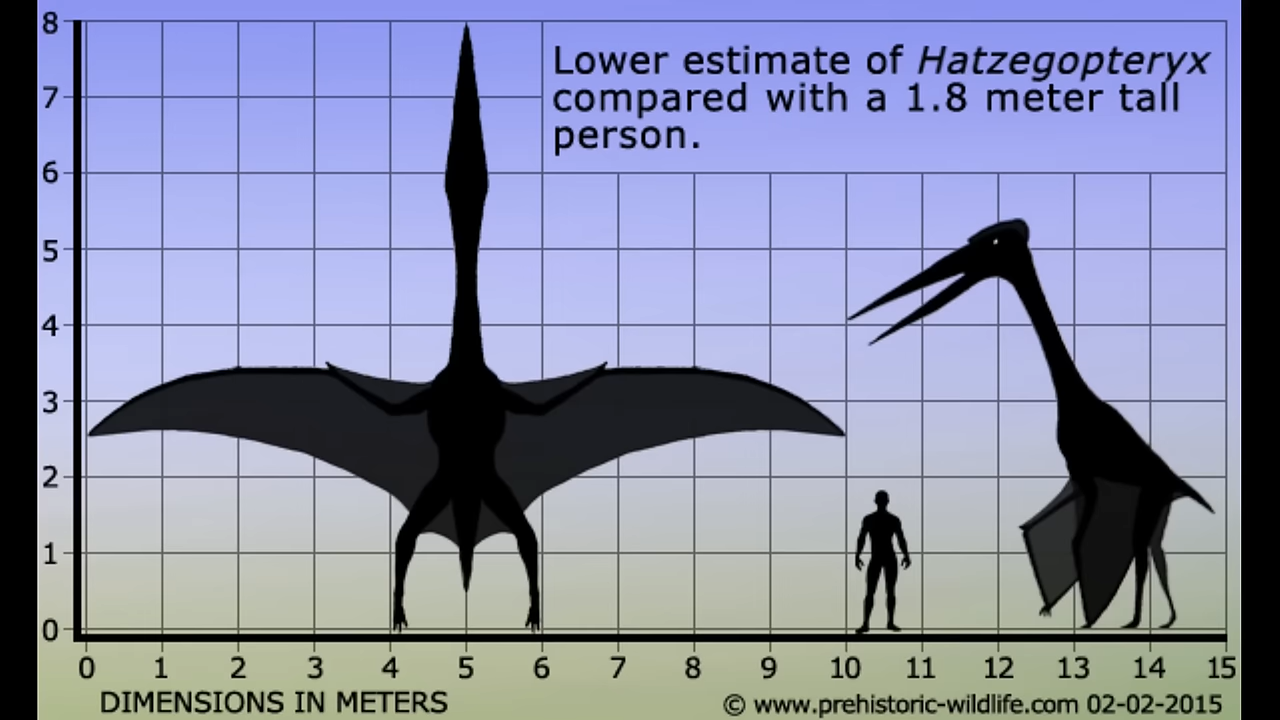 8
Lower estimate of Hatzegopteryx
compared with a 1.8 meter tall
person.
7
6
5
4
3
2
1
0
0 1 2 3 4 5 6 7 8 9 10 11 12 13 14 15
DIMENSIONS IN METERS
© www.prehistoric-wildlife.com 02-02-2015